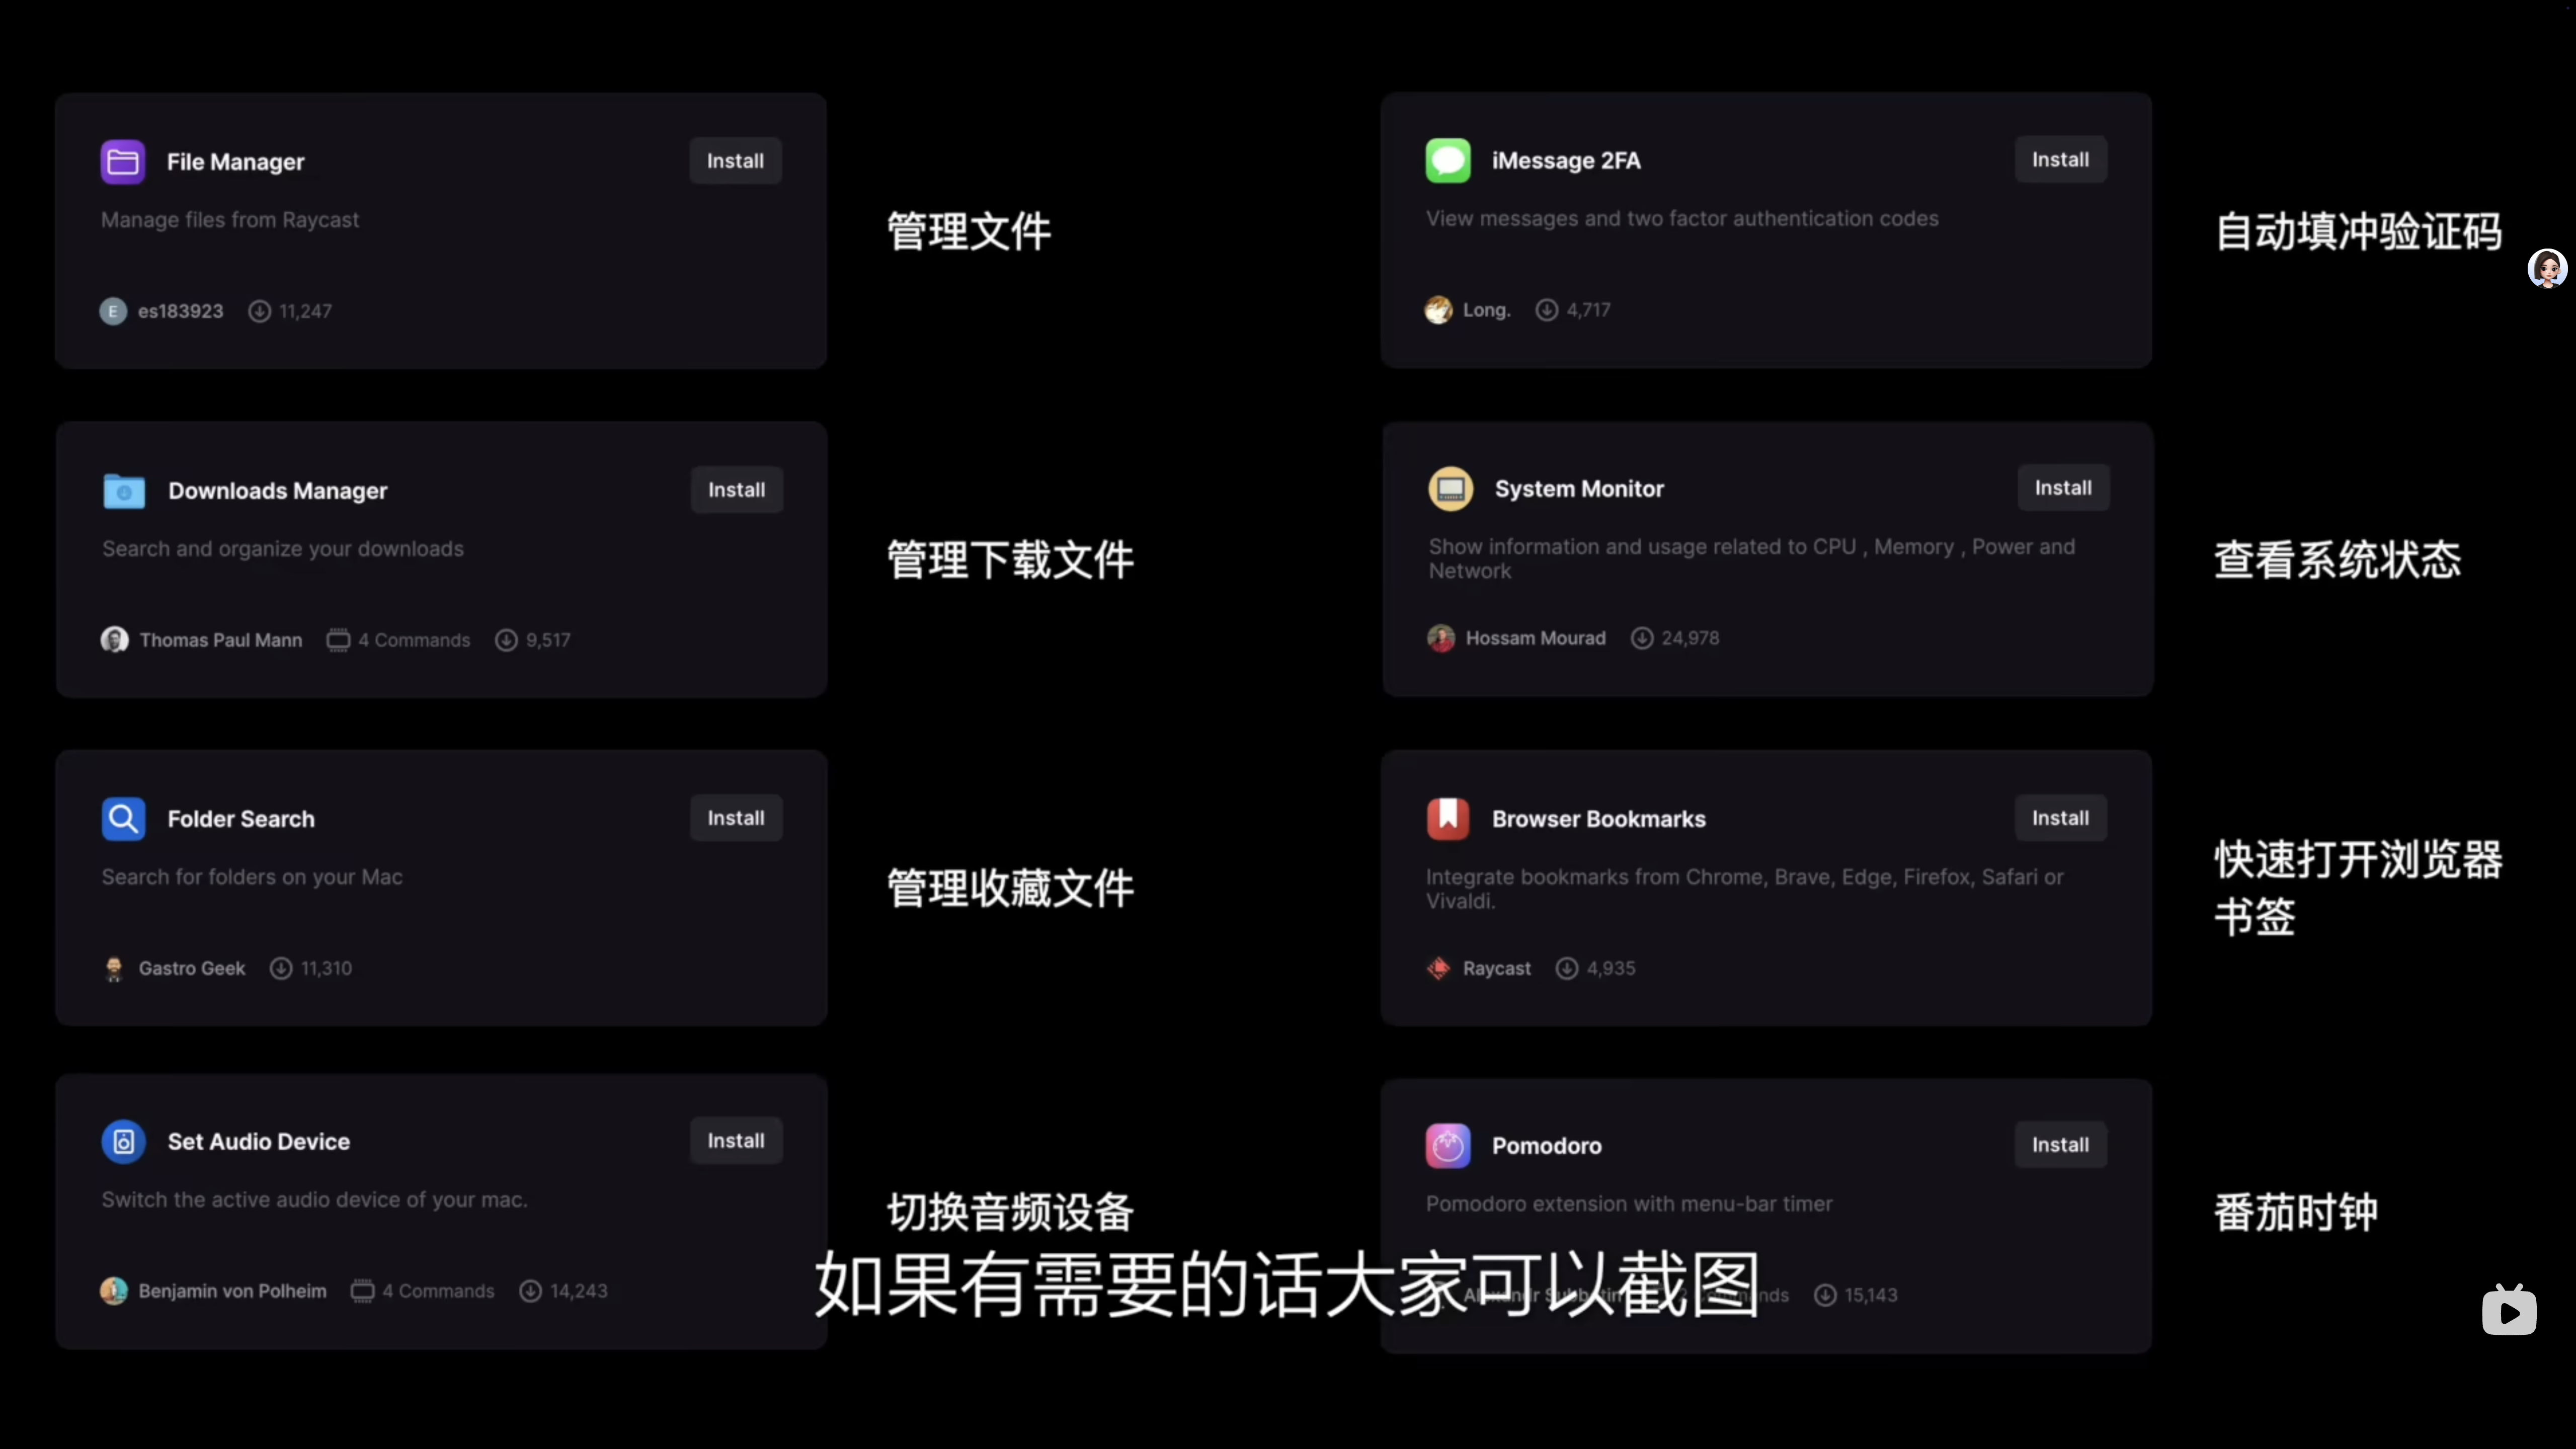 File Manager
Install
Manage files from Raycast
E
es183923
11,247
管理文件
iMessage 2FA
Install
View messages and two factor authentication codes
Long.
4,717
自动填冲验证码
Downloads Manager
Install
Search and organize your downloads
Thomas Paul Mann
4 Commands
9,517
管理下载文件
System Monitor
Install
Show information and usage related to CPU , Memory , Power and
Network
Hossam Mourad
24,978
查看系统状态
Folder Search
Install
Search for folders on your Mac
Gastro Geek
11,310
管理收藏文件
Browser Bookmarks
Install
Integrate bookmarks from Chrome, Brave, Edge, Firefox, Safari or
Vivaldi.
Raycast
4,935
快速打开浏览器
书签
Set Audio Device
Install
Switch the active audio device of your mac.
Benjamin von Polheim
4 Commands
14,243
切换音频设备
Pomodoro
Install
Pomodoro extension with menu-bar timer
15,143
番茄时钟
如果有需要的话大家可以截图